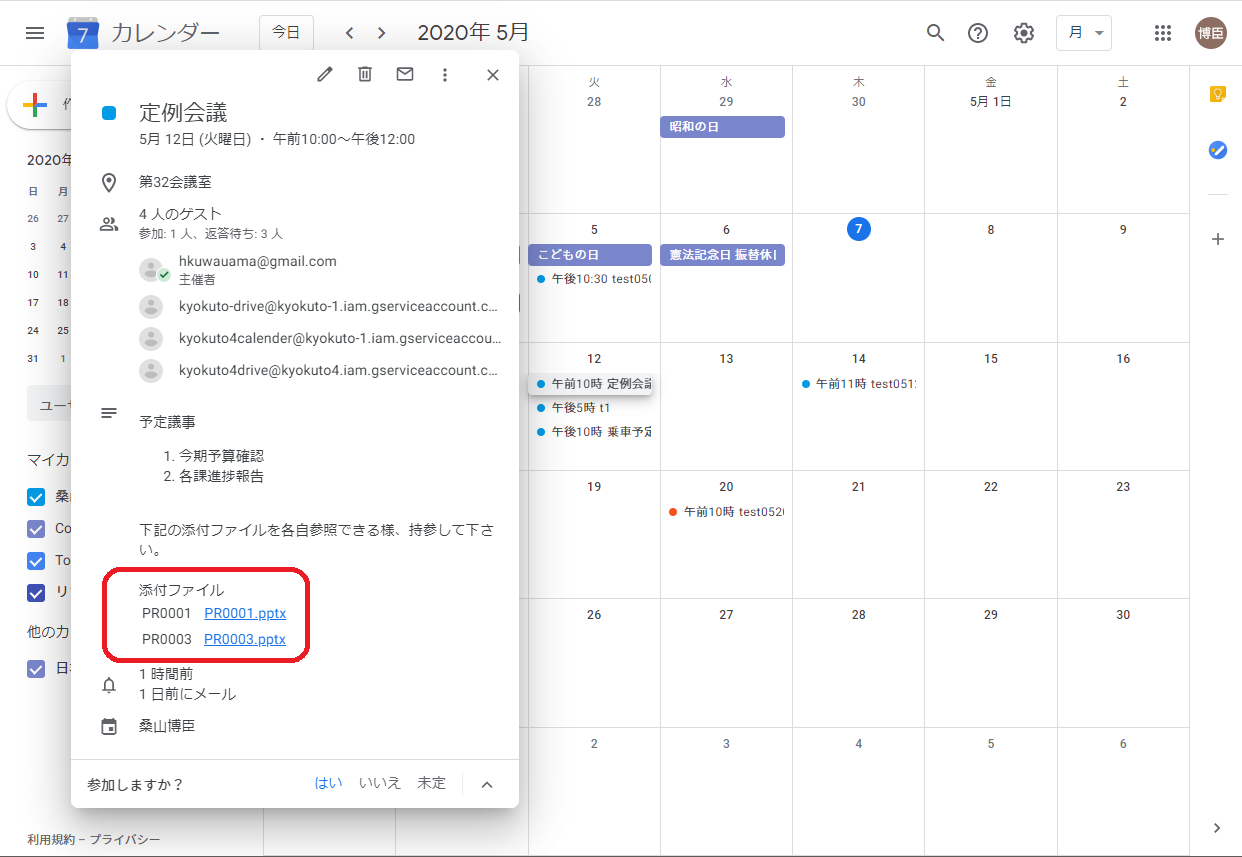 7 カレンダー 今日 2020年 5月 月 博臣
作
定例会議
5月 12日 (火曜日) ・ 午前10:00～午後12:00
第32会議室
4 人のゲスト
参加: 1 人、返答待ち: 3 人
hkuwauama@gmail.com
主催者
kyokuto-drive@kyokuto-1.iam.gserviceaccount.c...
kyokuto4calender@kyokuto-1.iam.gserviceaccou...
kyokuto4drive@kyokuto4.iam.gserviceaccount.c...
予定議事
1. 今期予算確認
2. 各課進捗報告
下記の添付ファイルを各自参照できる様、持参して下さ
い。
添付ファイル
PR0001 PR0001.pptx
PR0003 PR0003.pptx
1 時間前
1 日前にメール
桑山博臣
参加しますか？ はい いいえ 未定
2020年
日 月
26 27
3 4
10 11
17 18
24 25
31 1
ユーザ
マイカ
桑
Co
To
リ
他のカ
日
利用規約 – プライバシー
火 水 木 金 土
28 29 30 5月 1日 2
昭和の日
5 6 7 8 9
こどもの日 憲法記念日 振替休
午後10:30 test050
12 13 14 15 16
午前10時 定例会議 午前11時 test051
午後5時 t1
午後10時 乗車予定
19 20 21 22 23
午前10時 test052
26 27 28 29 30
2 3 4 5 6